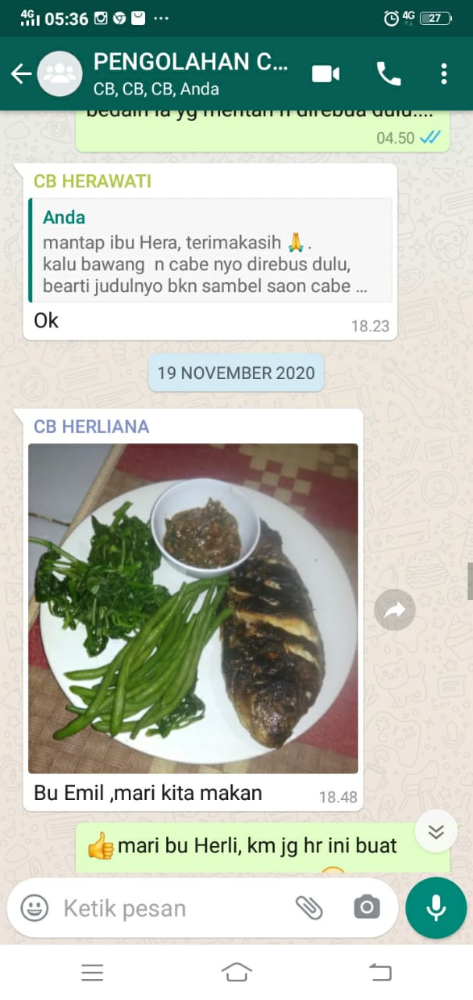 4G 05:36 ... 4G 27
PENGOLAHAN C...
CB, CB, CB, Anda
bedain la yg mentah n direbua dulu....
04.50
CB HERAWATI
Anda
mantap ibu Hera, terimakasih 🙏.
kalu bawang n cabe nyo direbus dulu,
bearti judulnyo bkn sambel saon cabe ...
Ok
18.23
19 NOVEMBER 2020
CB HERLIANA
Bu Emil ,mari kita makan
18.48
👍mari bu Herli, km jg hr ini buat
Ketik pesan